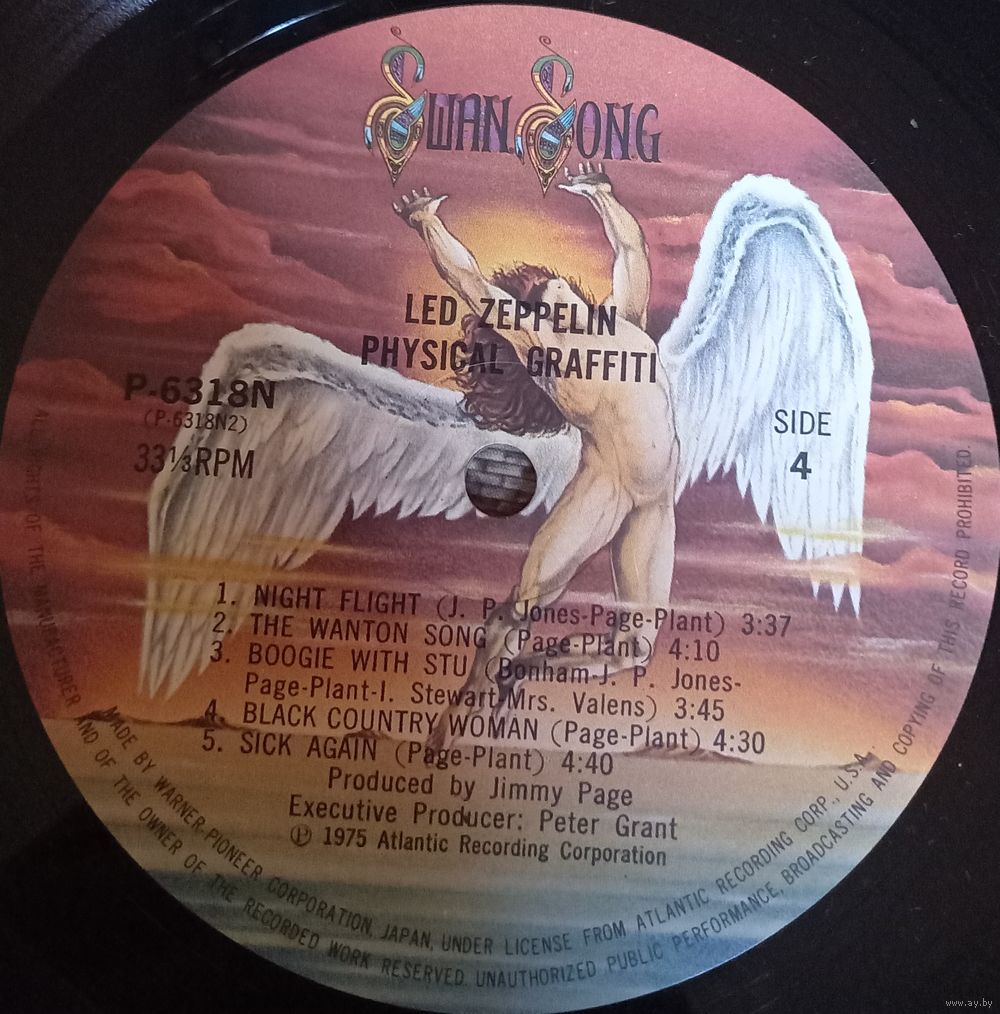 SWAN SONG
LED ZEPPELIN
PHYSICAL GRAFFITI
P-6318N
(P-6318N2)
33⅓RPM
SIDE
4
1. NIGHT FLIGHT (J. P. Jones-Page-Plant) 3:37
2. THE WANTON SONG (Page-Plant) 4:10
3. BOOGIE WITH STU (Bonham-J. P. Jones-
Page-Plant-I. Stewart-Mrs. Valens) 3:45
4. BLACK COUNTRY WOMAN (Page-Plant) 4:30
5. SICK AGAIN (Page-Plant) 4:40
Produced by Jimmy Page
Executive Producer: Peter Grant
Ⓟ 1975 Atlantic Recording Corporation
MADE BY WARNER-PIONEER CORPORATION, JAPAN, UNDER LICENSE FROM ATLANTIC RECORDING CORP., U.S.A.
ALL RIGHTS OF THE MANUFACTURER AND OF THE OWNER OF THE RECORDED WORK RESERVED. UNAUTHORIZED PUBLIC PERFORMANCE, BROADCASTING AND COPYING OF THIS RECORD PROHIBITED.
www.ay.by